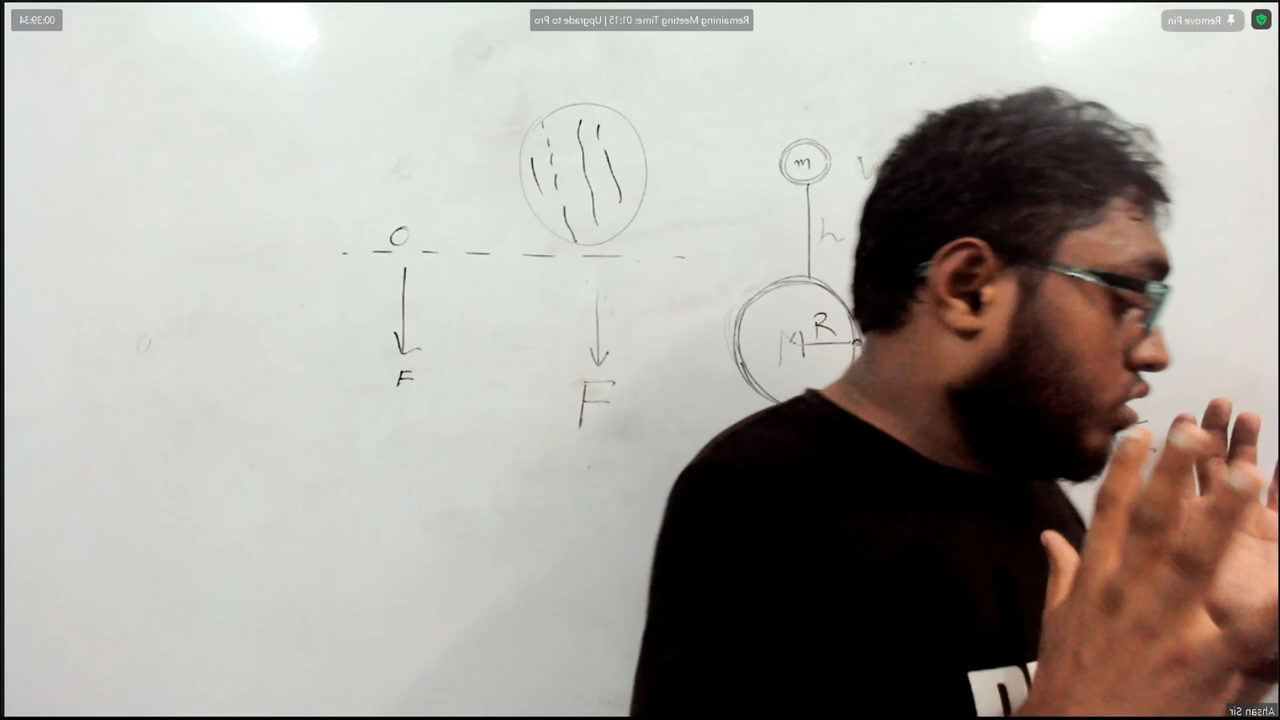 00:39:34
Remaining Meeting Time: 01:15 | Upgrade to Pro
Remove Pin
m
h
O
R
M
F
F
Ahsan Sir